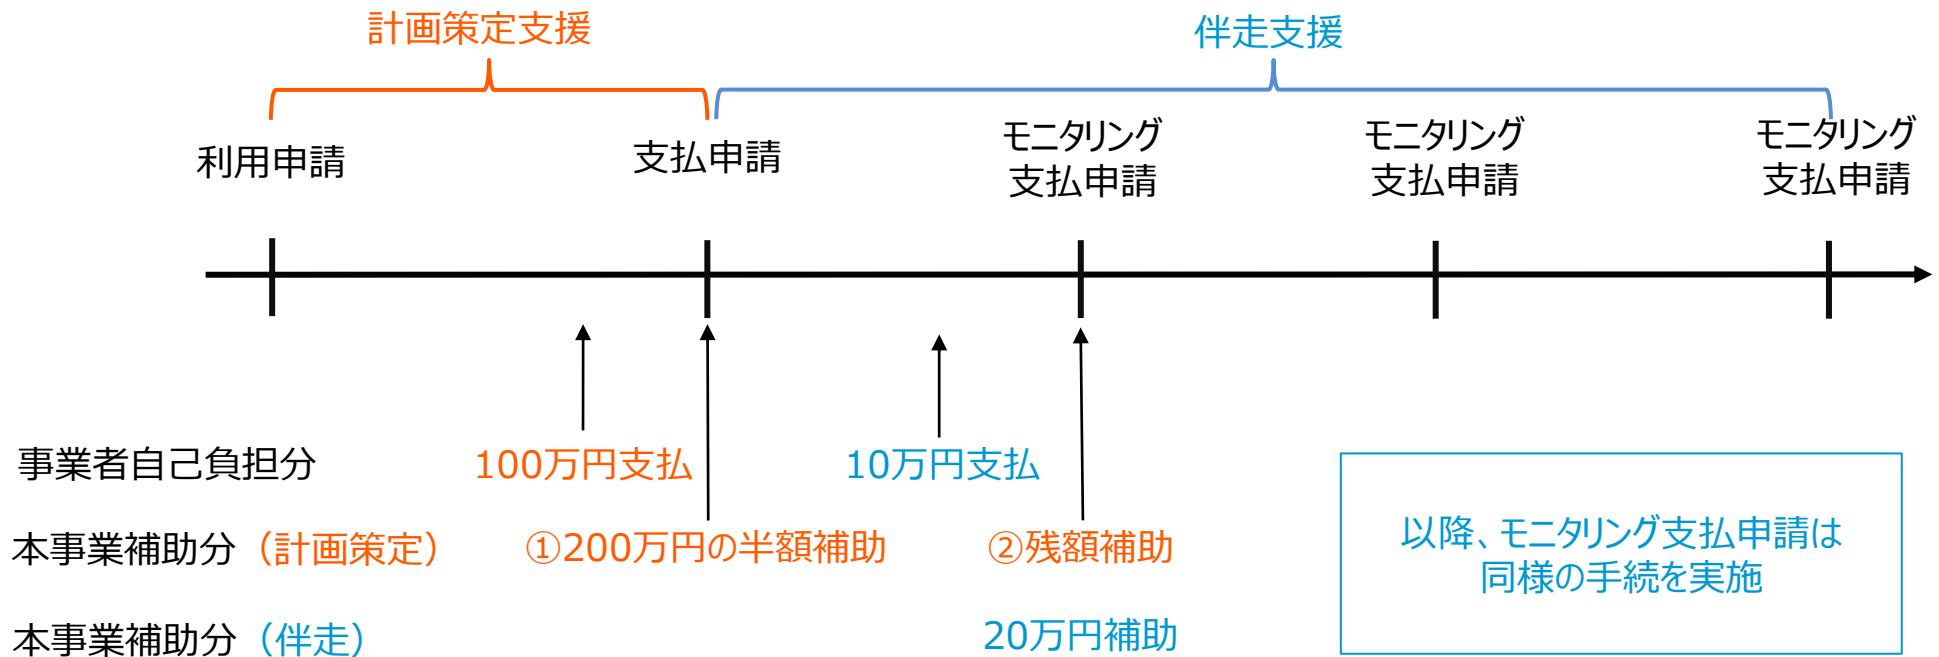 計画策定支援
伴走支援
利用申請
支払申請
モニタリング
支払申請
モニタリング
支払申請
モニタリング
支払申請
事業者自己負担分
100万円支払
10万円支払
本事業補助分（計画策定）
①200万円の半額補助
②残額補助
本事業補助分（伴走）
20万円補助
以降、モニタリング支払申請は
同様の手続を実施